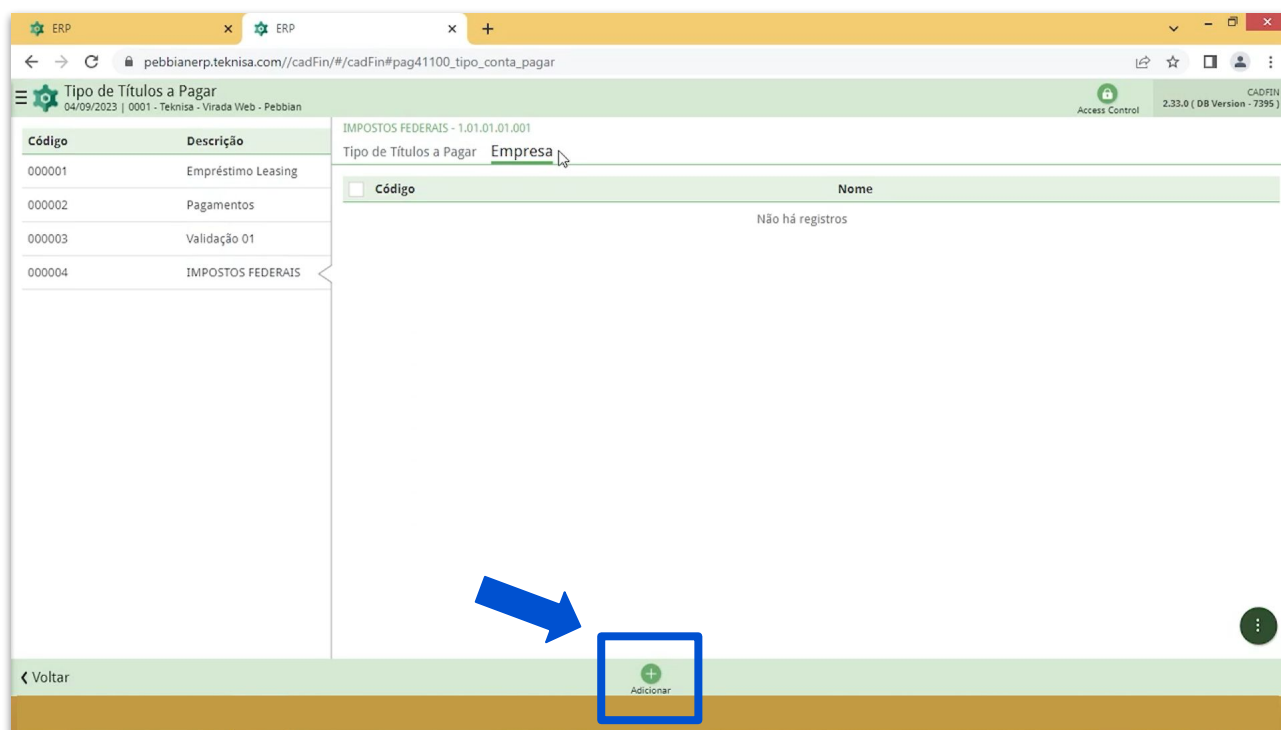 ERP
ERP
pebbianerp.teknisa.com//cadFin/#/cadFin#pag41100_tipo_conta_pagar
Tipo de Títulos a Pagar
04/09/2023 | 0001 - Teknisa - Virada Web - Pebbian
Access Control
CADFIN
2.33.0 ( DB Version - 7395 )
Código Descrição
000001 Empréstimo Leasing
000002 Pagamentos
000003 Validação 01
000004 IMPOSTOS FEDERAIS
IMPOSTOS FEDERAIS - 1.01.01.01.001
Tipo de Títulos a Pagar Empresa
Código Nome
Não há registros
Voltar
Adicionar